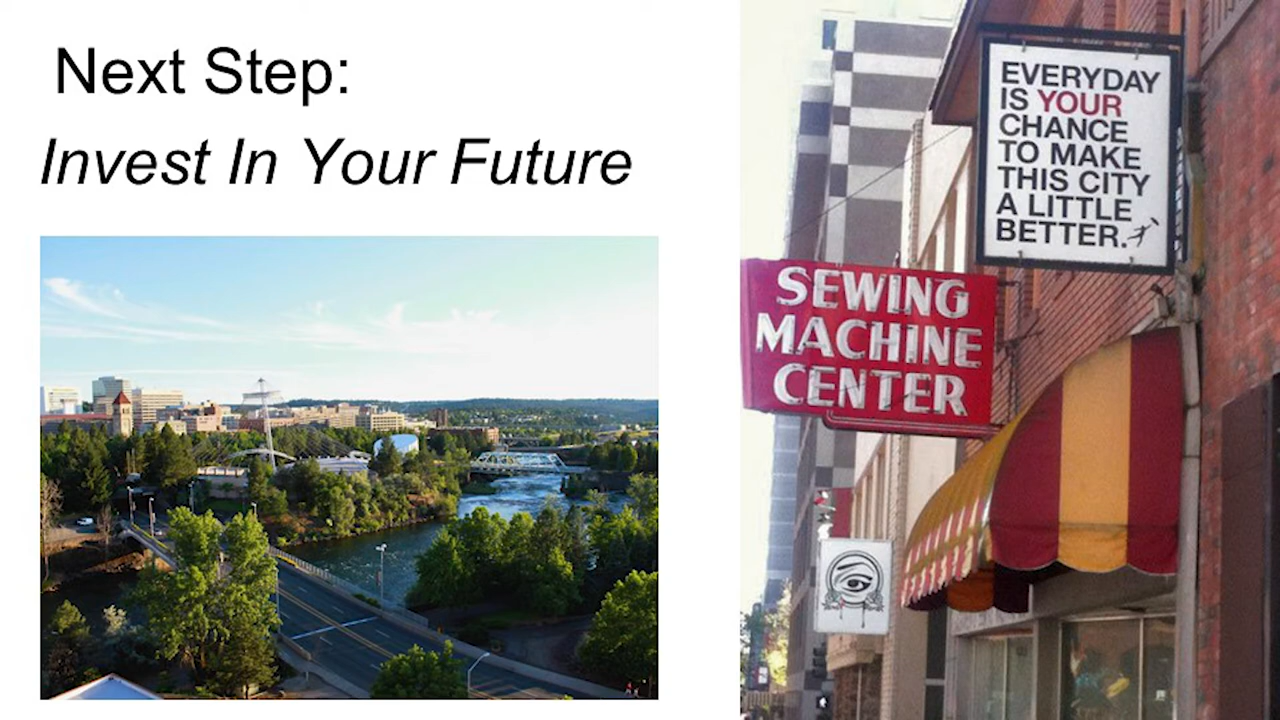 Next Step:
Invest In Your Future
EVERYDAY
IS YOUR
CHANCE
TO MAKE
THIS CITY
A LITTLE
BETTER.
SEWING
MACHINE
CENTER